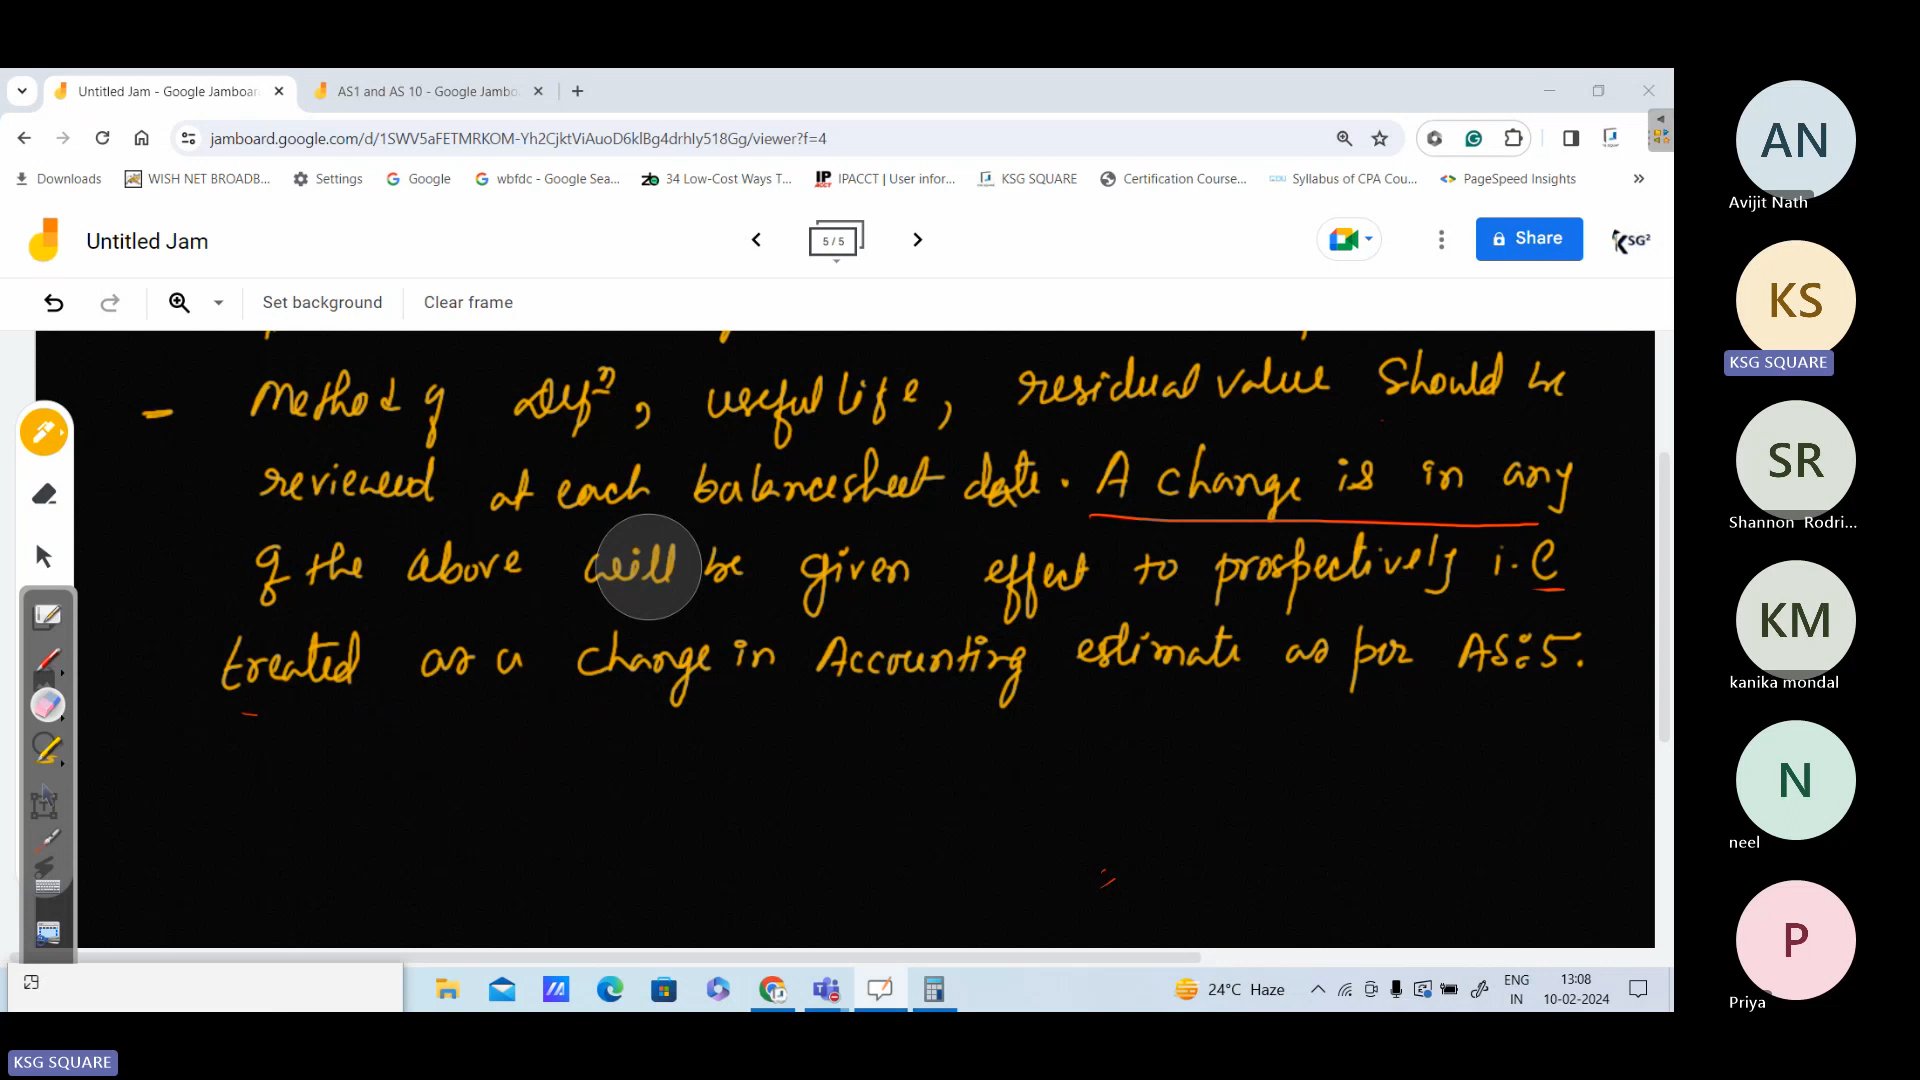 Untitled Jam - Google Jamboar
AS1 and AS 10 - Google Jambo
jamboard.google.com/d/1SWV5aFETMRKOM-Yh2CjktViAuoD6klBg4drhIy518Gg/viewer?f=4
Downloads WISH NET BROADB... Settings Google wbfdc - Google Sea... 34 Low-Cost Ways T... IPACCT | User infor... KSG SQUARE Certification Course... Syllabus of CPA Cou... PageSpeed Insights
Untitled Jam
5 / 5
Share
KSG²
Set background Clear frame
- Method of Dep^n, useful life, residual value should be
reviewed at each balancesheet date. A change is in any
of the above will be given effect to prospectively i.e
treated as a change in Accounting estimate as per AS:5.
24°C Haze
ENG
IN
13:08
10-02-2024
AN
Avijit Nath
KS
KSG SQUARE
SR
Shannon Rodri...
KM
kanika mondal
N
neel
P
Priya
KSG SQUARE